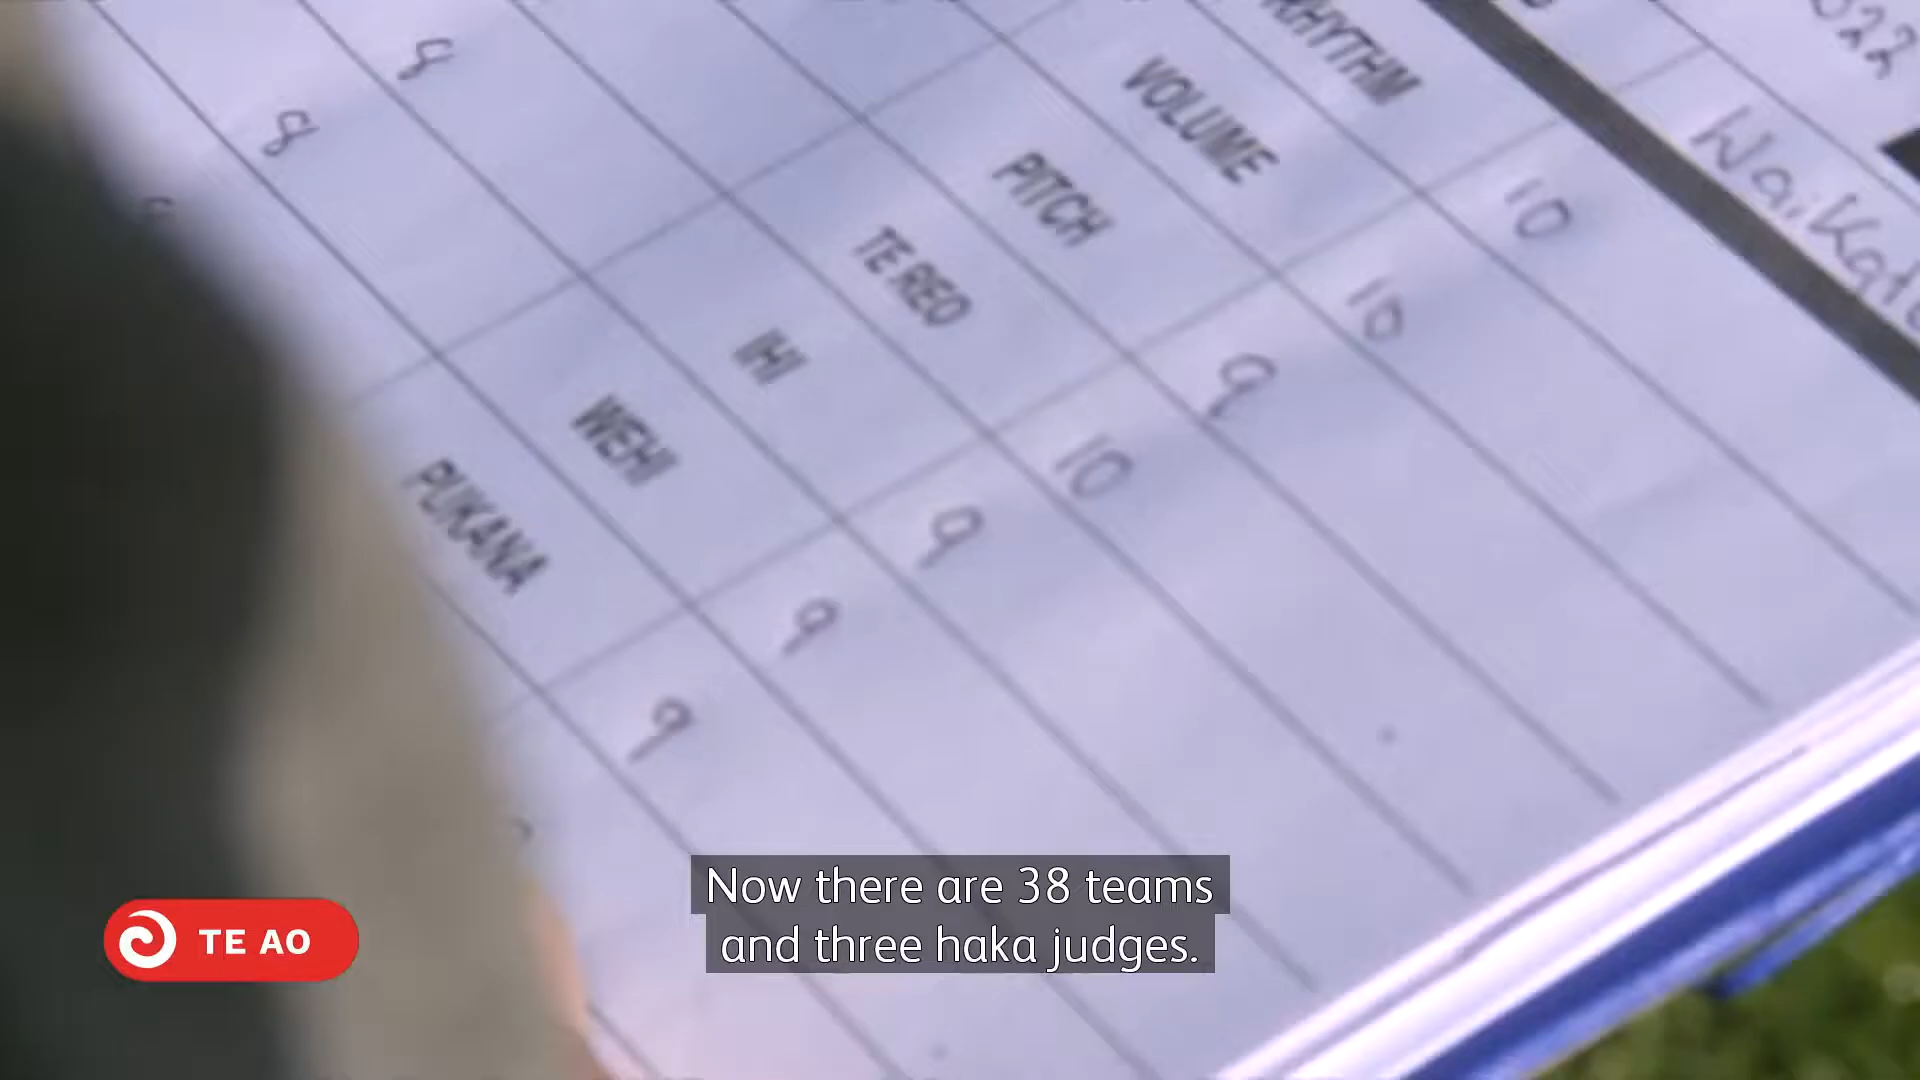 RHYTHM 10
VOLUME 10
PITCH 9
TE REO 10
IHI 9
WEHI 9
PUKANA 9
8
8
Now there are 38 teams
and three haka judges.
TE AO